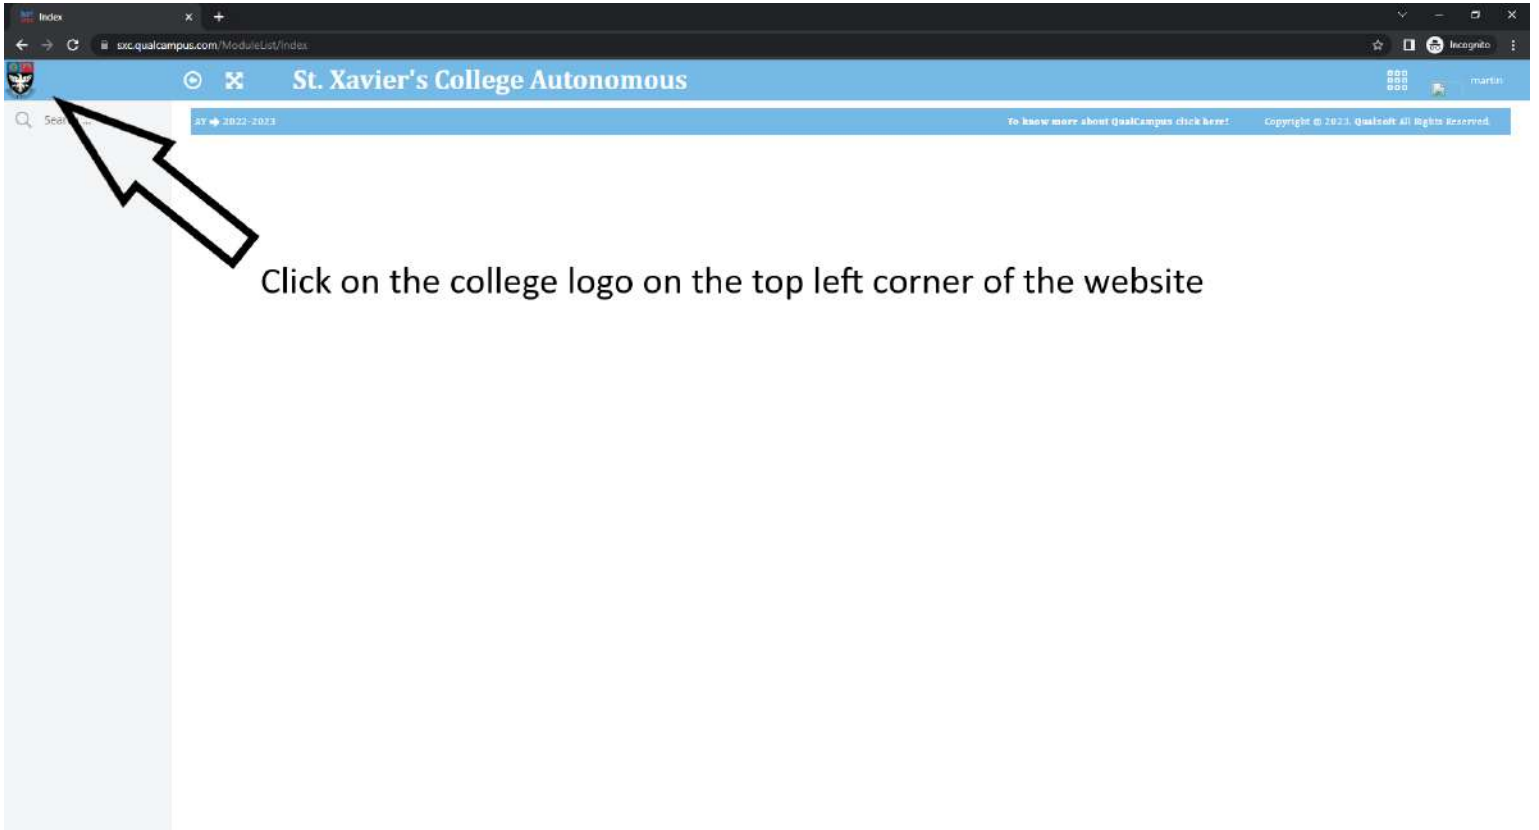 Index
sxc.qualcampus.com/ModuleList/Index
Incognito
St. Xavier's College Autonomous
martin
AY 2022-2023
To know more about QualCampus click here!
Copyright © 2023. Qualsoft All Rights Reserved.
Click on the college logo on the top left corner of the website